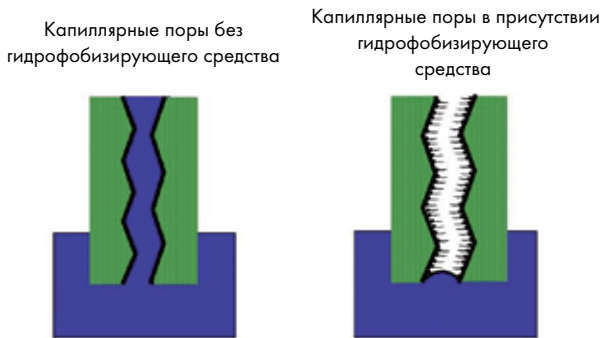 Капиллярные поры без
гидрофобизирующего средства
Капиллярные поры в присутствии
гидрофобизирующего
средства